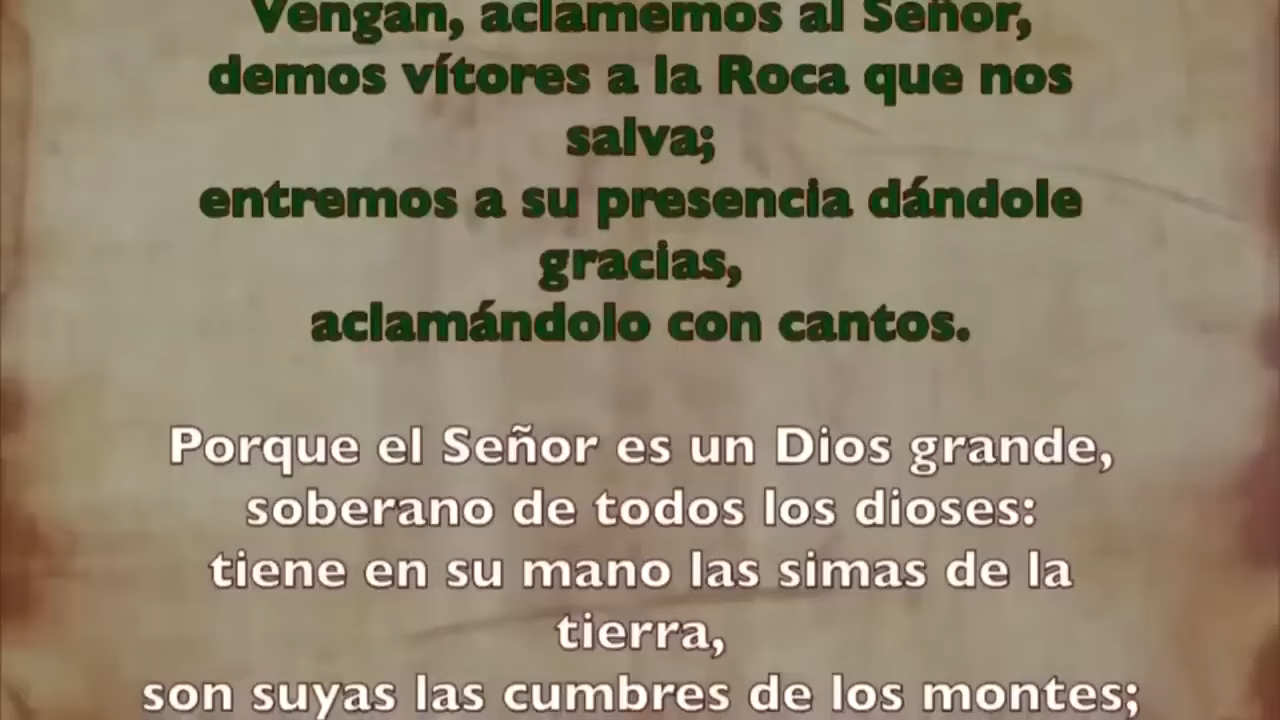 Vengan, aclamemos al Señor,
demos vítores a la Roca que nos
salva;
entremos a su presencia dándole
gracias,
aclamándolo con cantos.
Porque el Señor es un Dios grande,
soberano de todos los dioses:
tiene en su mano las simas de la
tierra,
son suyas las cumbres de los montes;